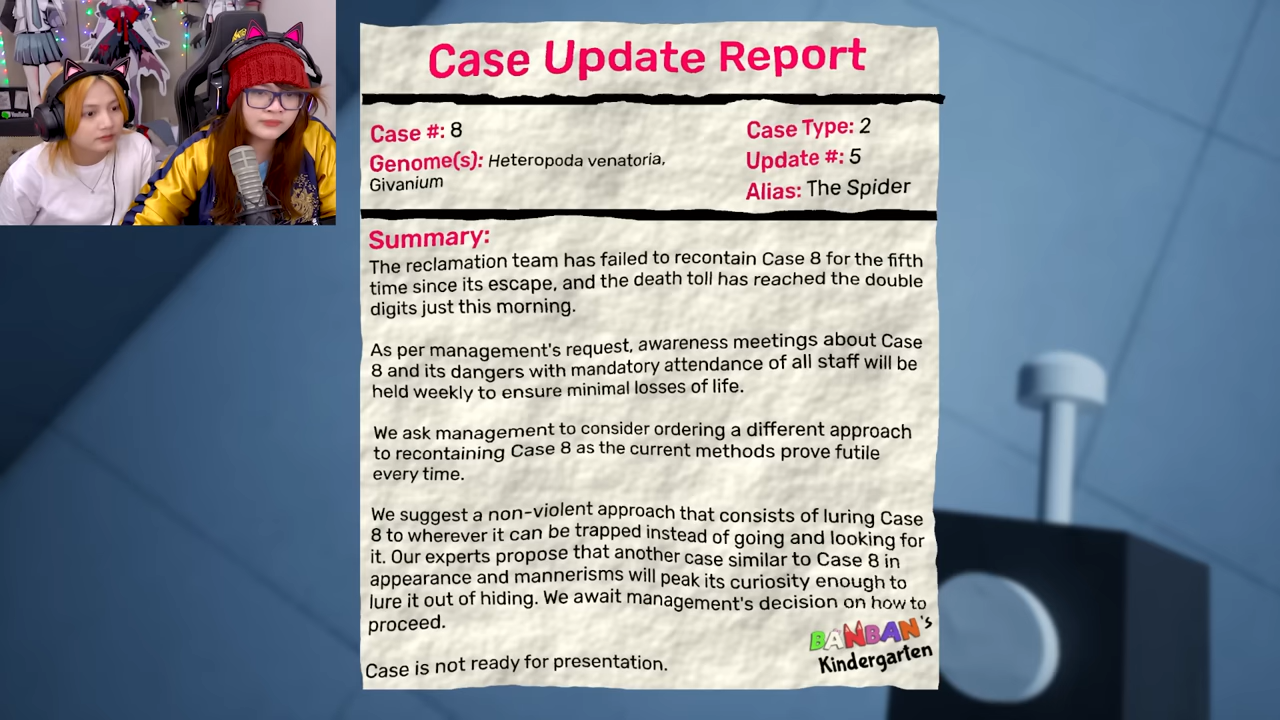 Case Update Report
Case #: 8
Case Type: 2
Genome(s): Heteropoda venatoria,
Givanium
Update #: 5
Alias: The Spider
Summary:
The reclamation team has failed to recontain Case 8 for the fifth
time since its escape, and the death toll has reached the double
digits just this morning.
As per management's request, awareness meetings about Case
8 and its dangers with mandatory attendance of all staff will be
held weekly to ensure minimal losses of life.
We ask management to consider ordering a different approach
to recontaining Case 8 as the current methods prove futile
every time.
We suggest a non-violent approach that consists of luring Case
8 to wherever it can be trapped instead of going and looking for
it. Our experts propose that another case similar to Case 8 in
appearance and mannerisms will peak its curiosity enough to
lure it out of hiding. We await management's decision on how to
proceed.
BANBAN's
Kindergarten
Case is not ready for presentation.
YouTube